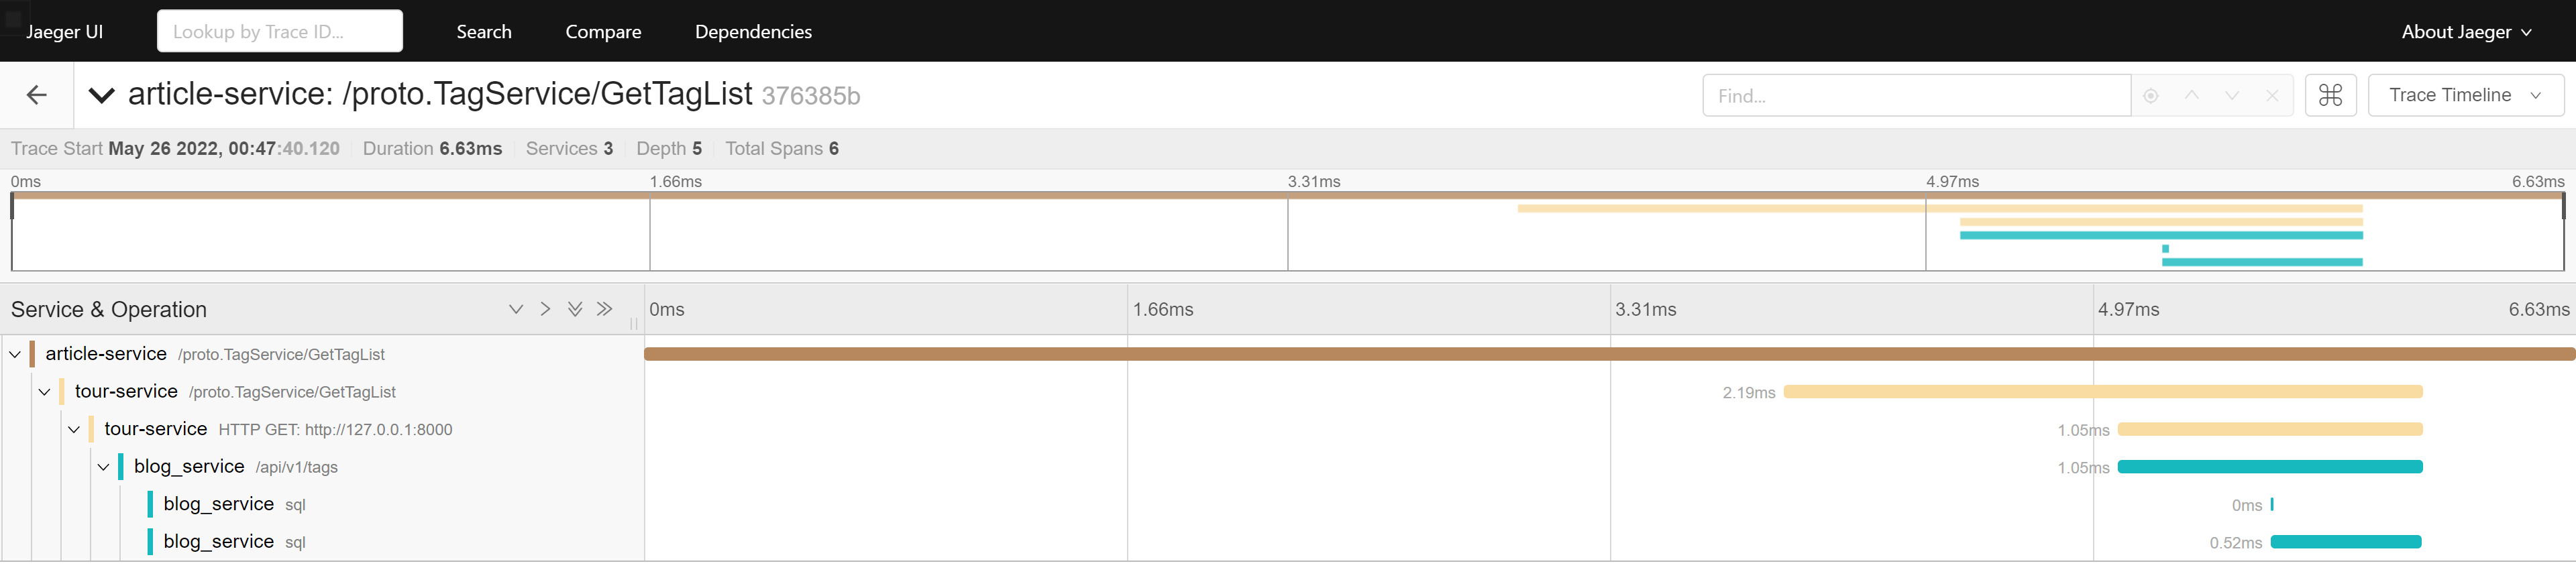 Jaeger UI Lookup by Trace ID... Search Compare Dependencies About Jaeger
article-service: /proto.TagService/GetTagList 376385b Find... ⌘ Trace Timeline
Trace Start May 26 2022, 00:47:40.120 Duration 6.63ms Services 3 Depth 5 Total Spans 6
0ms 1.66ms 3.31ms 4.97ms 6.63ms
Service & Operation 0ms 1.66ms 3.31ms 4.97ms 6.63ms
article-service /proto.TagService/GetTagList
tour-service /proto.TagService/GetTagList 2.19ms
tour-service HTTP GET: http://127.0.0.1:8000 1.05ms
blog_service /api/v1/tags 1.05ms
blog_service sql 0ms
blog_service sql 0.52ms